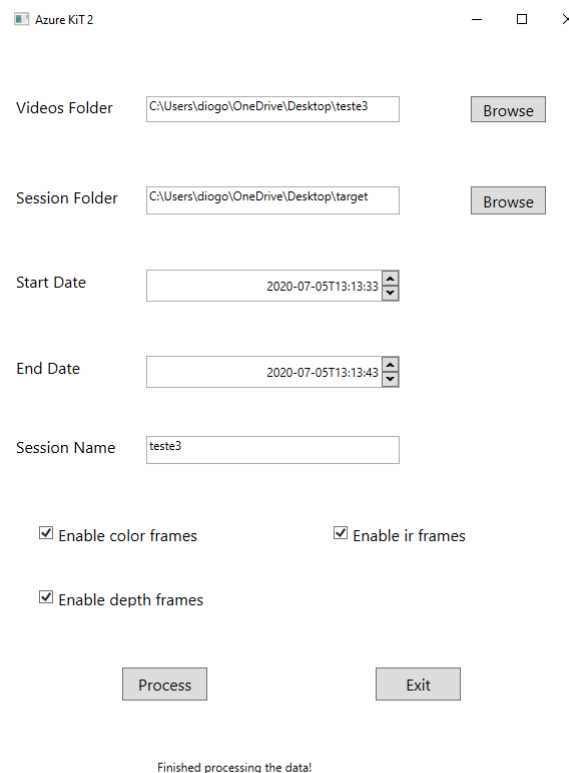 Azure KiT 2
Videos Folder C:\Users\diogo\OneDrive\Desktop\teste3 Browse
Session Folder C:\Users\diogo\OneDrive\Desktop\target Browse
Start Date 2020-07-05T13:13:33
End Date 2020-07-05T13:13:43
Session Name teste3
Enable color frames Enable ir frames
Enable depth frames
Process Exit
Finished processing the data!